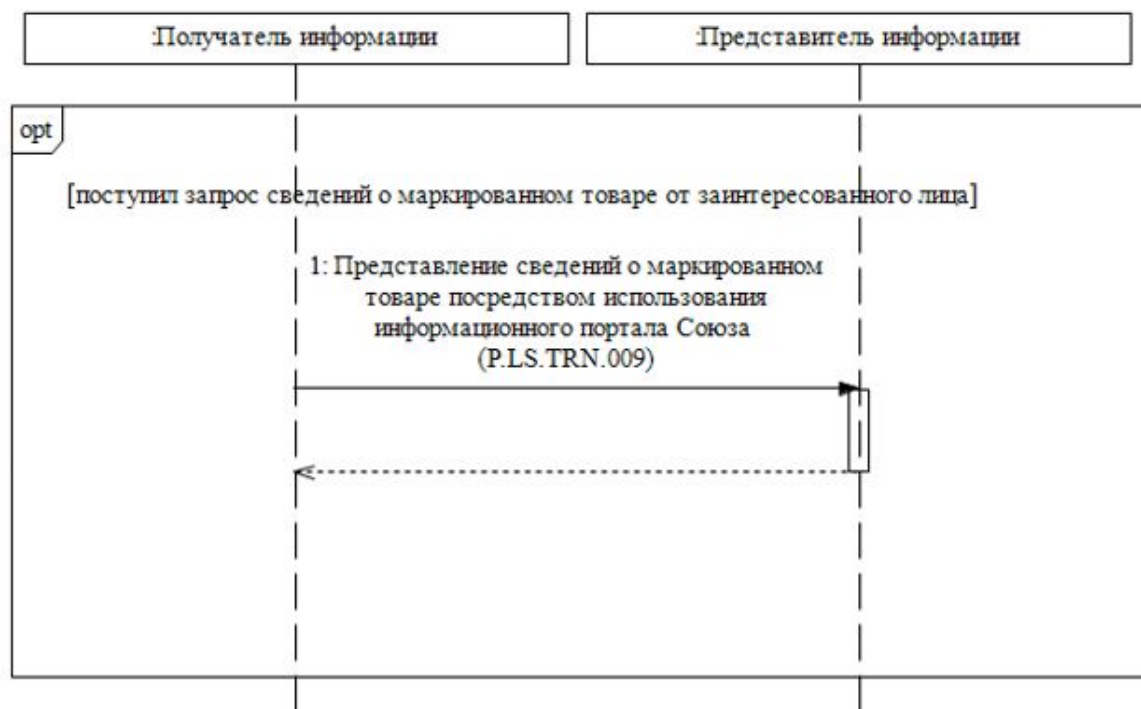 :Получатель информации
:Представитель информации
opt
[поступил запрос сведений о маркированном товаре от заинтересованного лица]
1: Представление сведений о маркированном
товаре посредством использования
информационного портала Союза
(P.LS.TRN.009)